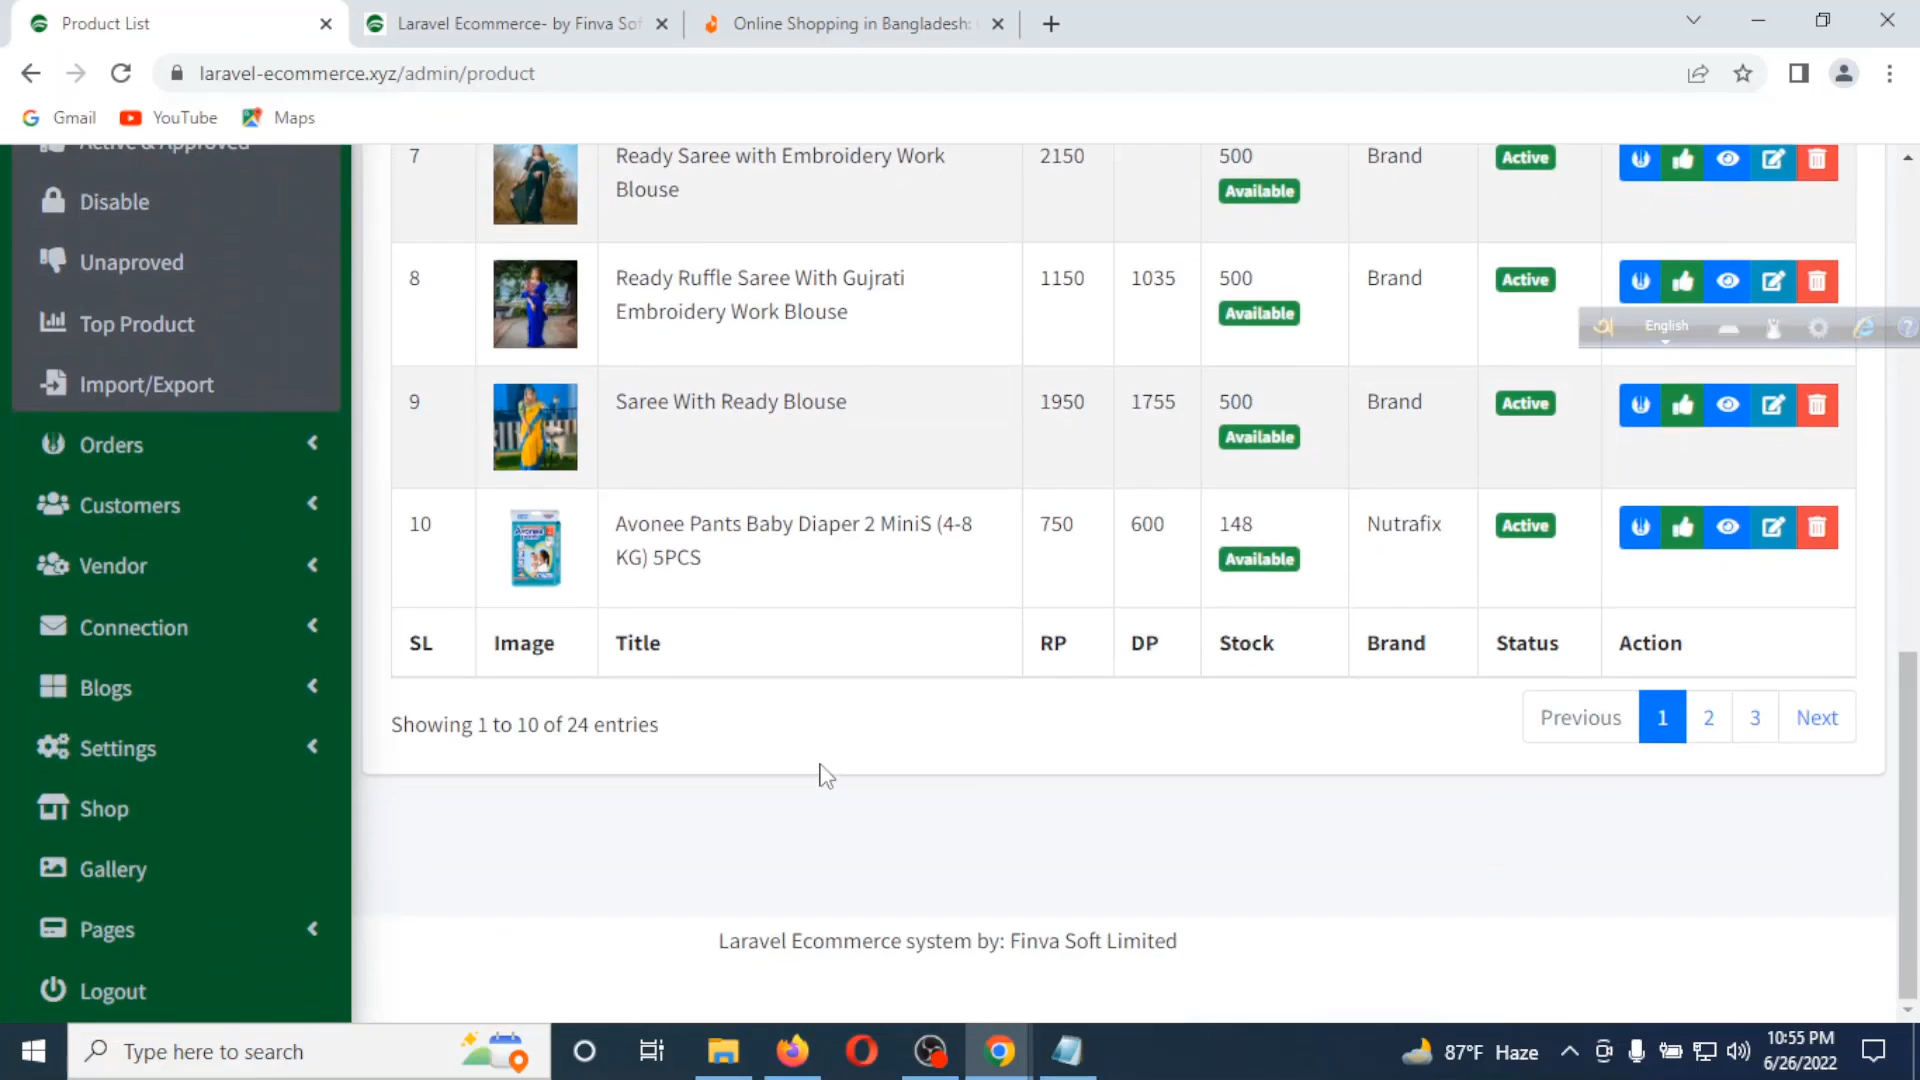 Product List
Laravel Ecommerce- by Finva Sof
Online Shopping in Bangladesh:
laravel-ecommerce.xyz/admin/product
Gmail
YouTube
Maps
Active & Approved
Disable
Unaproved
Top Product
Import/Export
Orders
Customers
Vendor
Connection
Blogs
Settings
Shop
Gallery
Pages
Logout
7
Ready Saree with Embroidery Work
Blouse
2150
500
Available
Brand
Active
8
Ready Ruffle Saree With Gujrati
Embroidery Work Blouse
1150
1035
500
Available
Brand
Active
English
9
Saree With Ready Blouse
1950
1755
500
Available
Brand
Active
10
Avonee Pants Baby Diaper 2 MiniS (4-8
KG) 5PCS
750
600
148
Available
Nutrafix
Active
SL
Image
Title
RP
DP
Stock
Brand
Status
Action
Showing 1 to 10 of 24 entries
Previous
1
2
3
Next
Laravel Ecommerce system by: Finva Soft Limited
Type here to search
87°F Haze
10:55 PM
6/26/2022